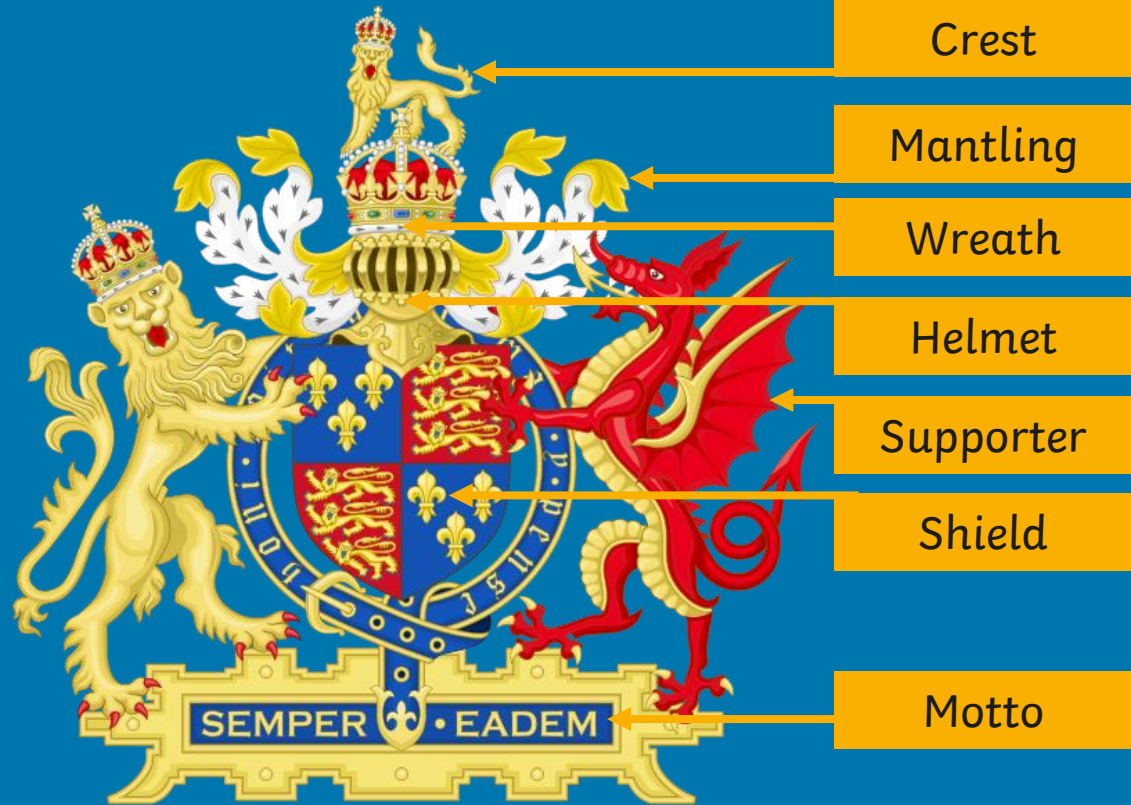 Crest
Mantling
Wreath
Helmet
Supporter
Shield
Motto
SEMPER · EADEM